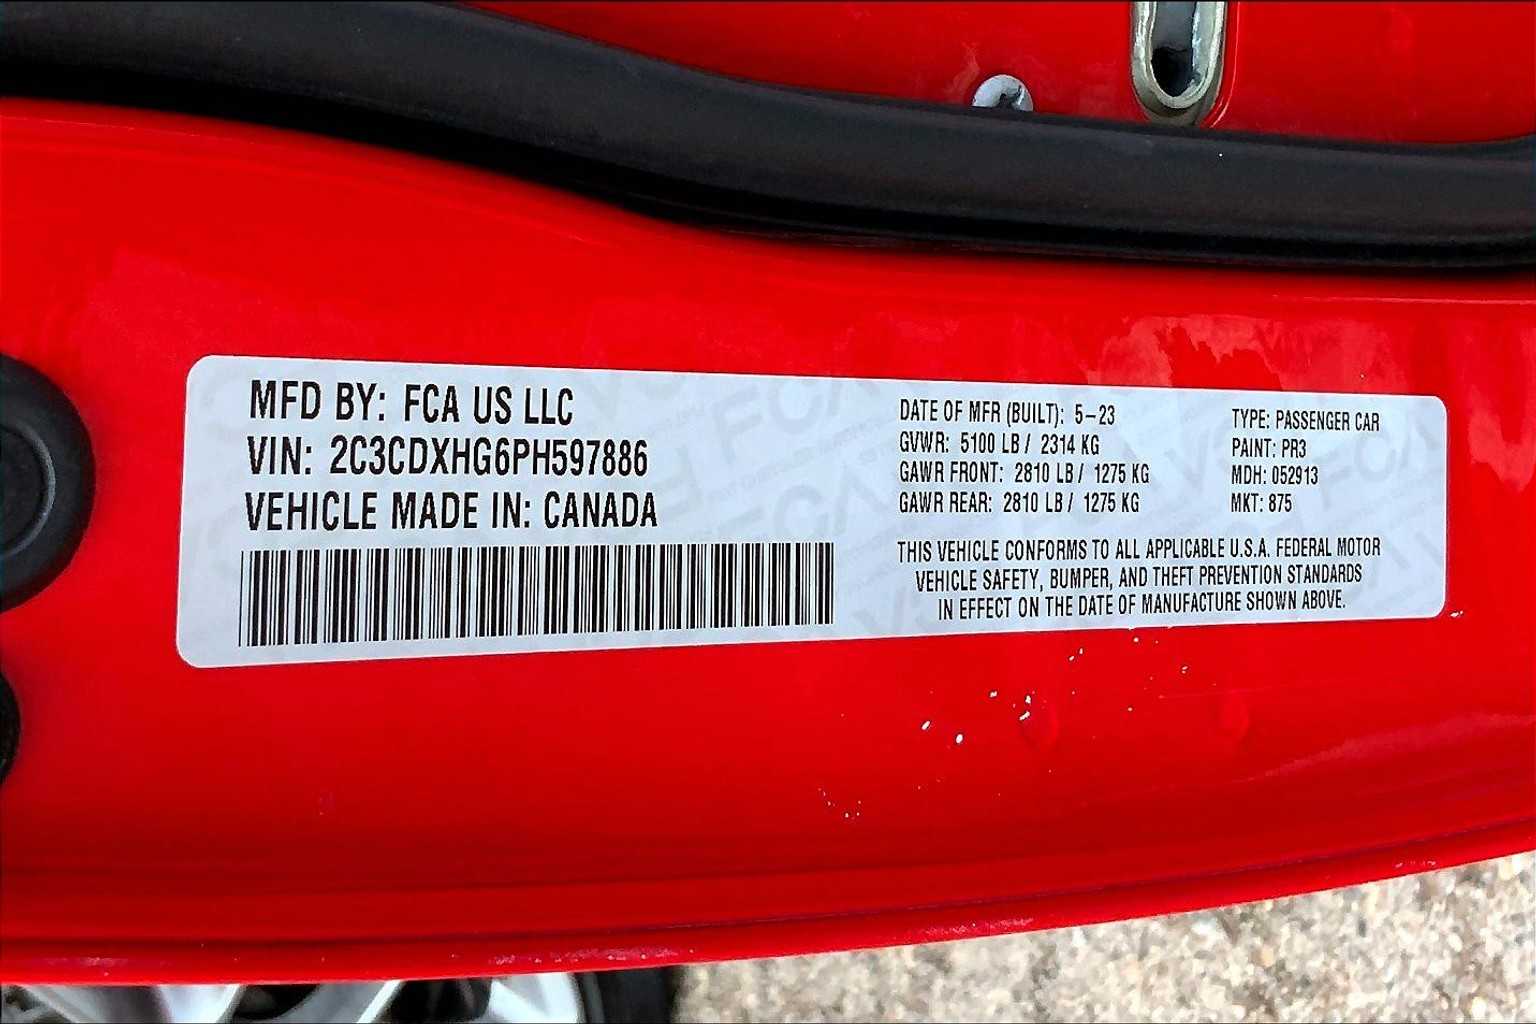 MFD BY: FCA US LLC
VIN: 2C3CDXHG6PH597886
VEHICLE MADE IN: CANADA
DATE OF MFR (BUILT): 5-23
GVWR: 5100 LB / 2314 KG
GAWR FRONT: 2810 LB / 1275 KG
GAWR REAR: 2810 LB / 1275 KG
TYPE: PASSENGER CAR
PAINT: PR3
MDH: 052913
MKT: 875
THIS VEHICLE CONFORMS TO ALL APPLICABLE U.S.A. FEDERAL MOTOR
VEHICLE SAFETY, BUMPER, AND THEFT PREVENTION STANDARDS
IN EFFECT ON THE DATE OF MANUFACTURE SHOWN ABOVE.